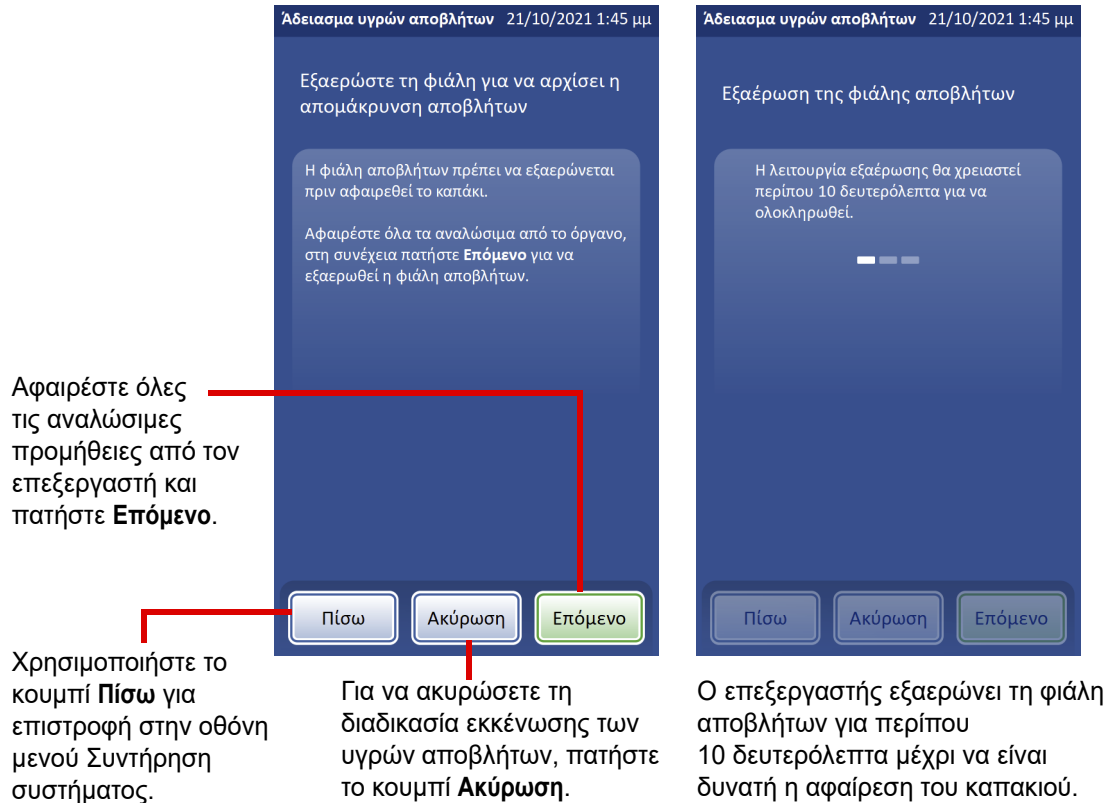 Άδειασμα υγρών αποβλήτων 21/10/2021 1:45 μμ
Εξαερώστε τη φιάλη για να αρχίσει η
απομάκρυνση αποβλήτων
Η φιάλη αποβλήτων πρέπει να εξαερώνεται
πριν αφαιρεθεί το καπάκι.
Αφαιρέστε όλα τα αναλώσιμα από το όργανο,
στη συνέχεια πατήστε Επόμενο για να
εξαερωθεί η φιάλη αποβλήτων.
Πίσω
Ακύρωση
Επόμενο
Άδειασμα υγρών αποβλήτων 21/10/2021 1:45 μμ
Εξαέρωση της φιάλης αποβλήτων
Η λειτουργία εξαέρωσης θα χρειαστεί
περίπου 10 δευτερόλεπτα για να
ολοκληρωθεί.
Πίσω
Ακύρωση
Επόμενο
Αφαιρέστε όλες
τις αναλώσιμες
προμήθειες από τον
επεξεργαστή και
πατήστε Επόμενο.
Χρησιμοποιήστε το
κουμπί Πίσω για
επιστροφή στην οθόνη
μενού Συντήρηση
συστήματος.
Για να ακυρώσετε τη
διαδικασία εκκένωσης των
υγρών αποβλήτων, πατήστε
το κουμπί Ακύρωση.
Ο επεξεργαστής εξαερώνει τη φιάλη
αποβλήτων για περίπου
10 δευτερόλεπτα μέχρι να είναι
δυνατή η αφαίρεση του καπακιού.